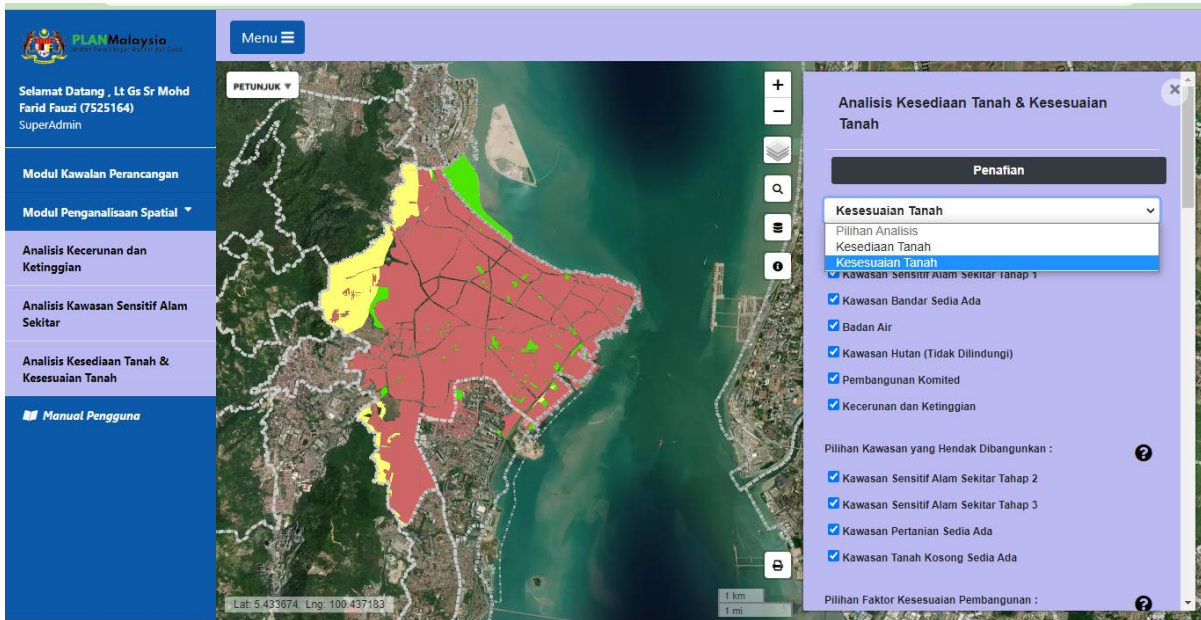 PLANMalaysia
Selamat Datang , Lt Gs Sr Mohd
Farid Fauzi (7525164)
SuperAdmin
Modul Kawalan Perancangan
Modul Penganalisaan Spatial
Analisis Kecerunan dan
Ketinggian
Analisis Kawasan Sensitif Alam
Sekitar
Analisis Kesediaan Tanah &
Kesesuaian Tanah
Manual Pengguna
Menu
PETUNJUK ▼
+
−
Lat: 5.433674, Lng: 100.437183
1 km
1 mi
Analisis Kesediaan Tanah & Kesesuaian
Tanah
×
Penafian
Kesesuaian Tanah
Pilihan Analisis
Kesediaan Tanah
Kesesuaian Tanah
Kawasan Sensitif Alam Sekitar Tahap 1
Kawasan Bandar Sedia Ada
Badan Air
Kawasan Hutan (Tidak Dilindungi)
Pembangunan Komited
Kecerunan dan Ketinggian
Pilihan Kawasan yang Hendak Dibangunkan :
Kawasan Sensitif Alam Sekitar Tahap 2
Kawasan Sensitif Alam Sekitar Tahap 3
Kawasan Pertanian Sedia Ada
Kawasan Tanah Kosong Sedia Ada
Pilihan Faktor Kesesuaian Pembangunan :